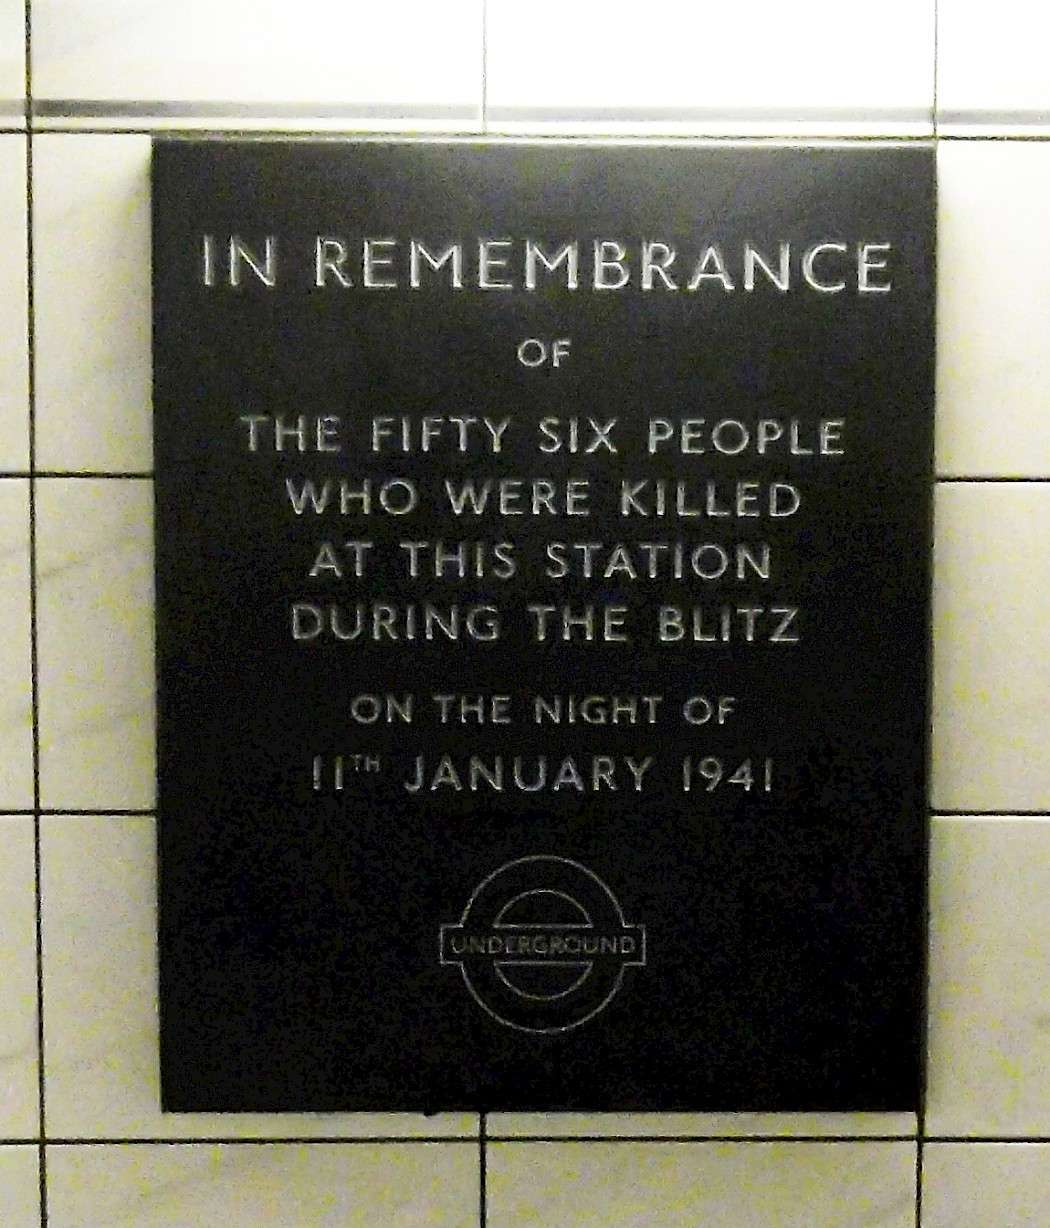 IN REMEMBRANCE
OF
THE FIFTY SIX PEOPLE
WHO WERE KILLED
AT THIS STATION
DURING THE BLITZ
ON THE NIGHT OF
11TH JANUARY 1941
UNDERGROUND